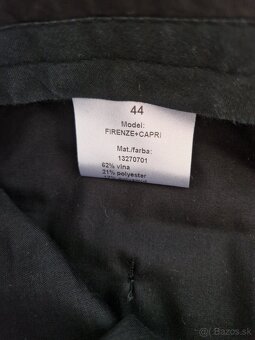 44
Model:
FIRENZE+CAPRI
Mat./farba:
13270701
62% vlna
21% polyester
Bazos.sk